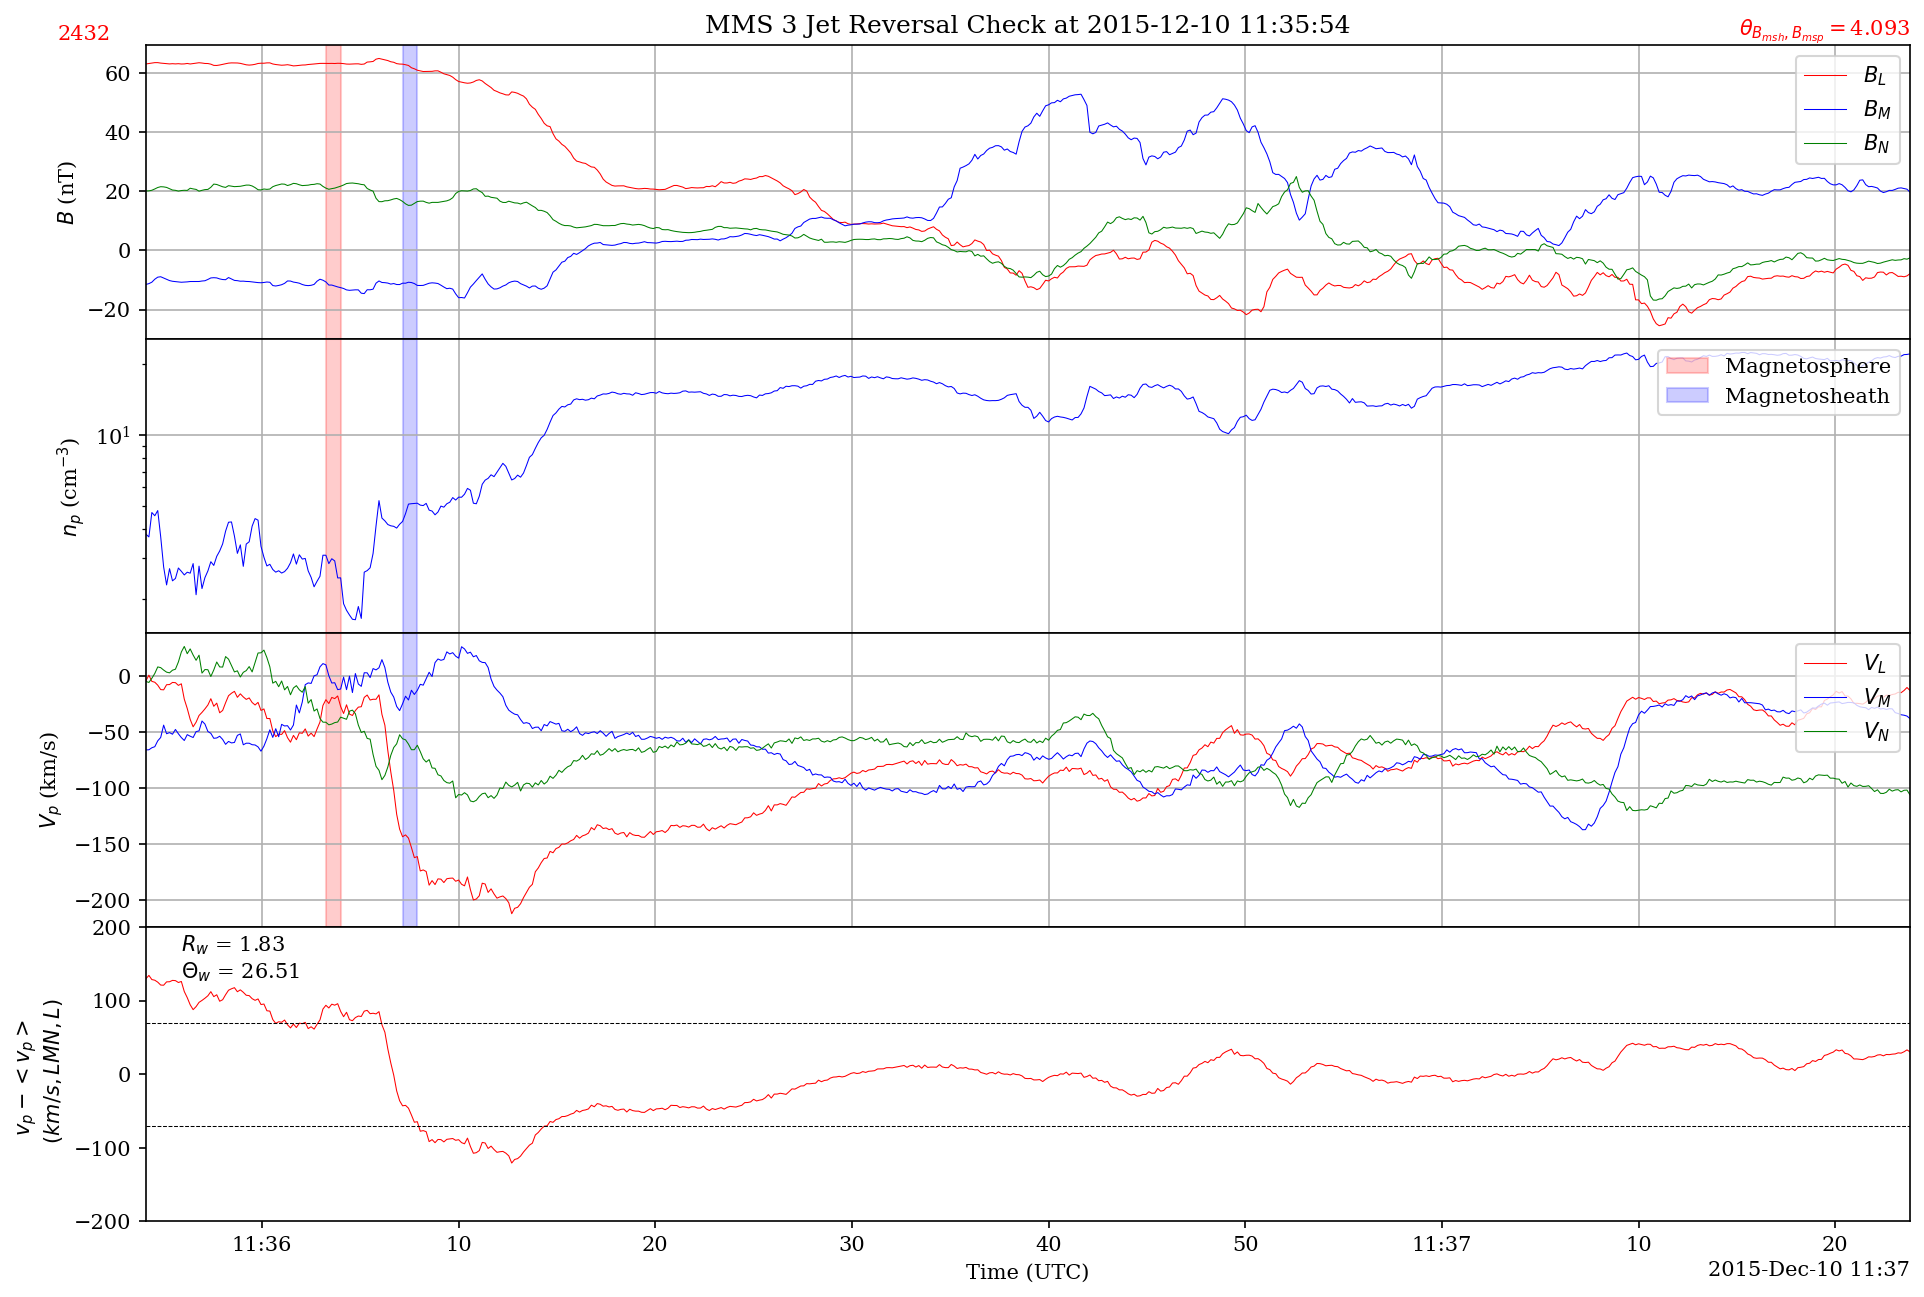 MMS 3 Jet Reversal Check at 2015-12-10 11:35:54
2432
θ_{B_{msh}, B_{msp}} = 4.093
60
40
20
0
−20
B (nT)
B_L
B_M
B_N
10^1
n_p (cm^{−3})
Magnetosphere
Magnetosheath
0
−50
−100
−150
−200
V_p (km/s)
V_L
V_M
V_N
200
100
0
−100
−200
v_p − < v_p >
(km/s, LMN, L)
R_w = 1.83
Θ_w = 26.51
11:36 10 20 30 40 50 11:37 10 20
Time (UTC)
2015-Dec-10 11:37